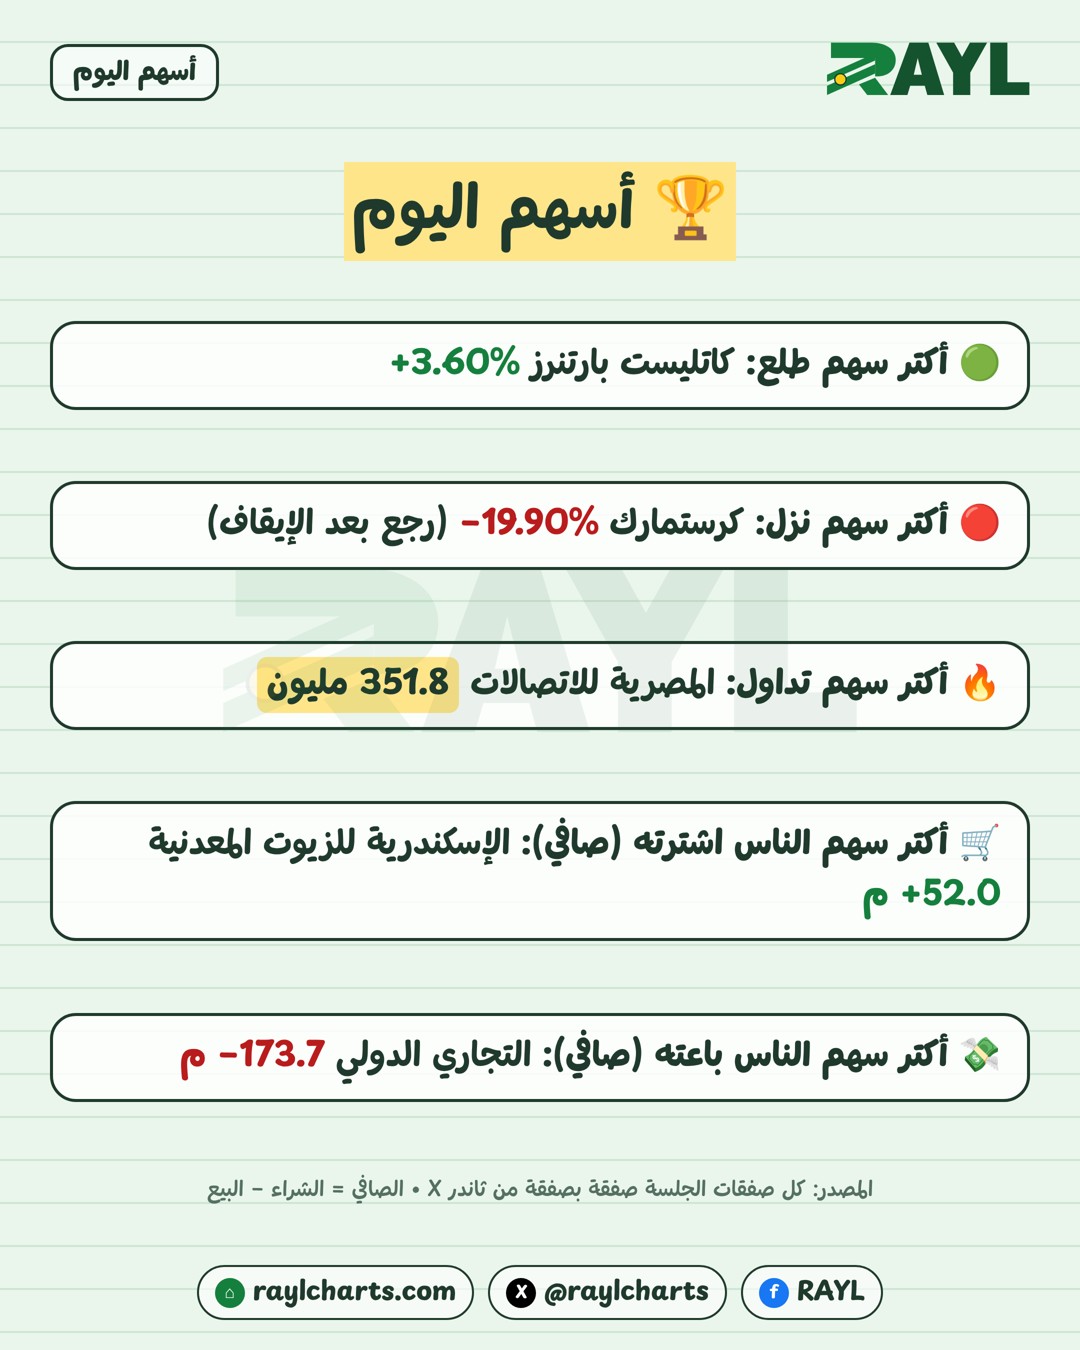 RAYL
أسهم اليوم
🏆 أسهم اليوم
🟢 أكتر سهم طلع: كاتليست بارتنرز +3.60%
🔴 أكتر سهم نزل: كرستمارك −19.90% (رجع بعد الإيقاف)
🔥 أكتر سهم تداول: المصرية للاتصالات 351.8 مليون
🛒 أكتر سهم الناس اشترته (صافي): الإسكندرية للزيوت المعدنية
+52.0 م
💸 أكتر سهم الناس باعته (صافي): التجاري الدولي −173.7 م
المصدر: كل صفقات الجلسة صفقة بصفقة من ثاندر X • الصافي = الشراء − البيع
raylcharts.com
@raylcharts
RAYL